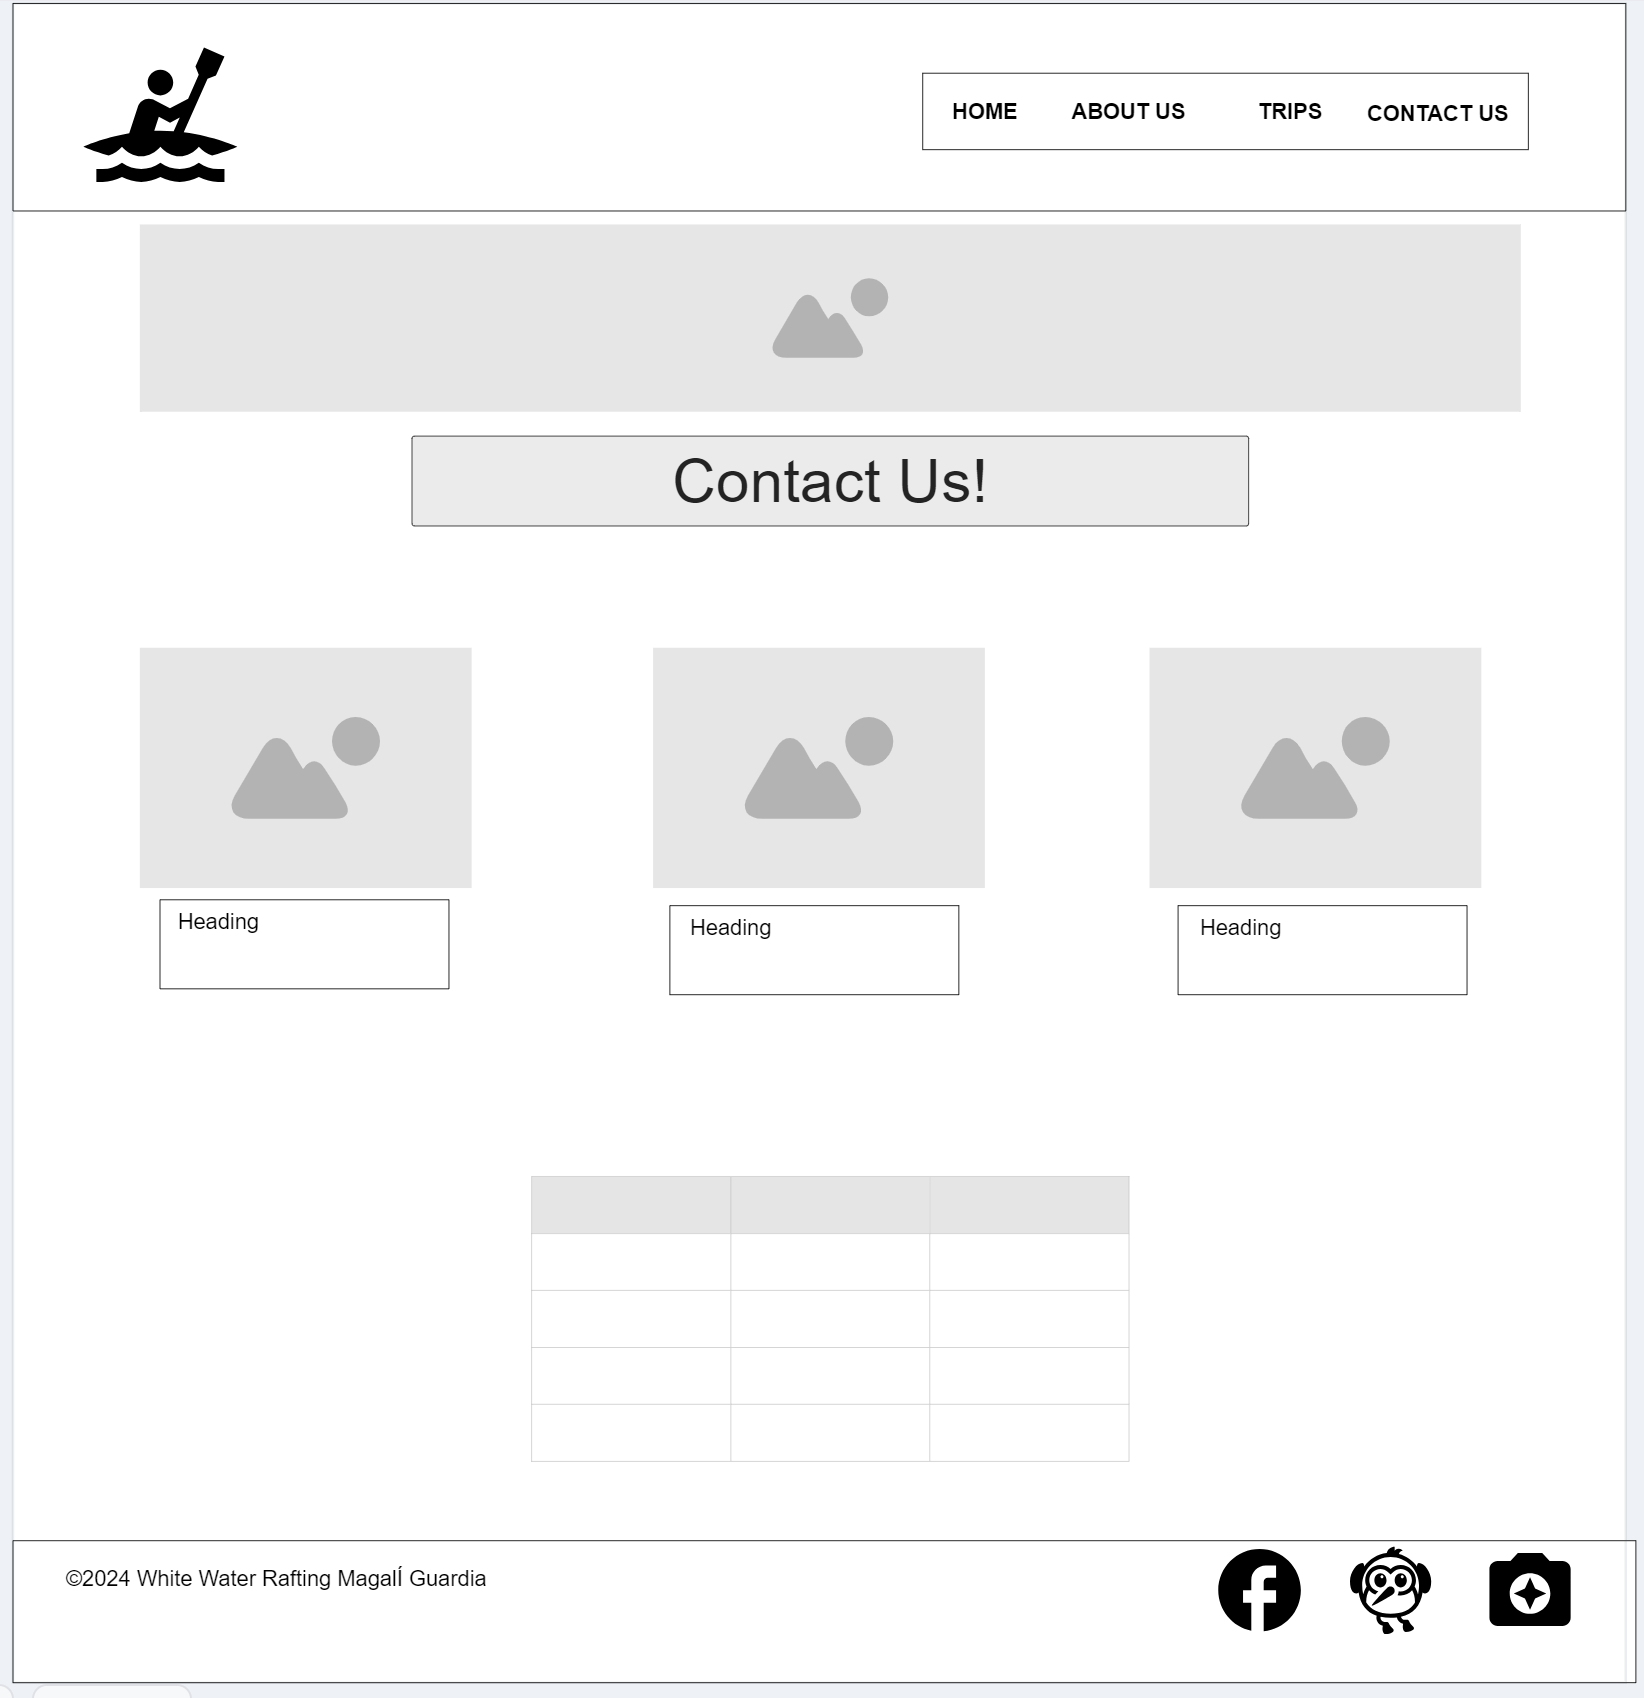 HOME ABOUT US TRIPS CONTACT US
Contact Us!
Heading
Heading
Heading
©2024 White Water Rafting MagalÍ Guardia